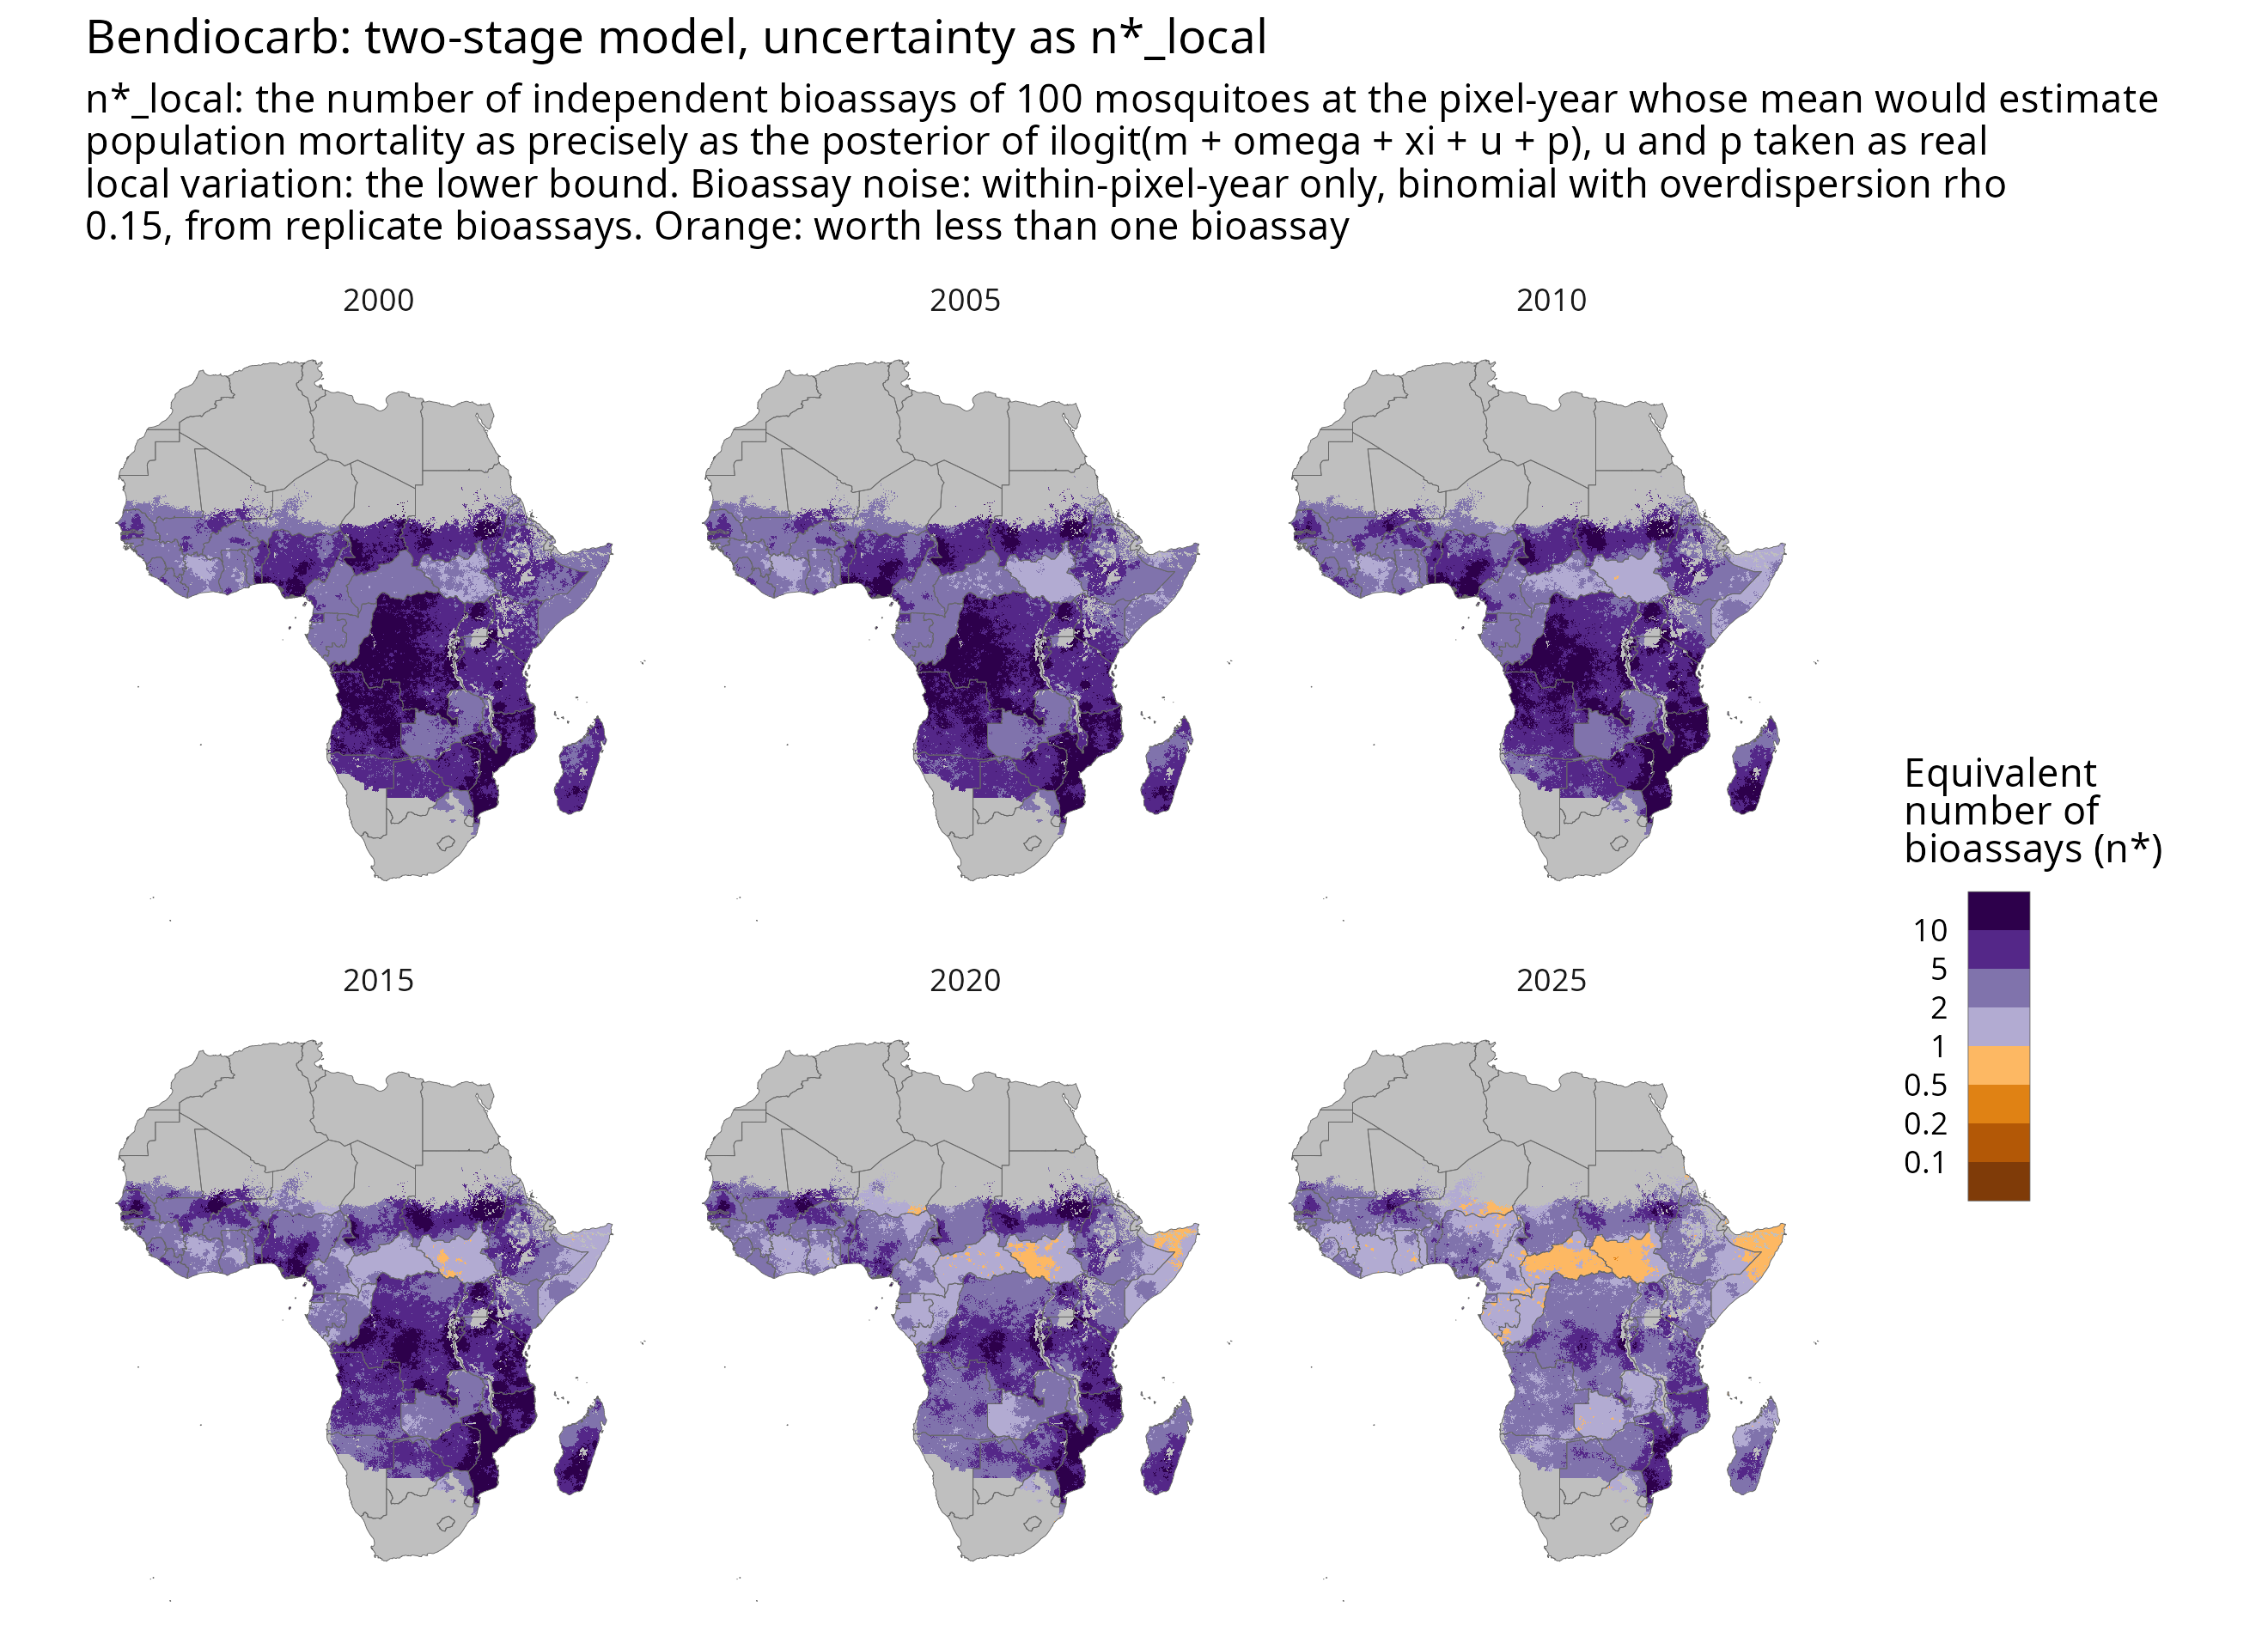 Bendiocarb: two-stage model, uncertainty as n*_local
n*_local: the number of independent bioassays of 100 mosquitoes at the pixel-year whose mean would estimate
population mortality as precisely as the posterior of ilogit(m + omega + xi + u + p), u and p taken as real
local variation: the lower bound. Bioassay noise: within-pixel-year only, binomial with overdispersion rho
0.15, from replicate bioassays. Orange: worth less than one bioassay
2000
2005
2010
2015
2020
2025
Equivalent
number of
bioassays (n*)
10
5
2
1
0.5
0.2
0.1